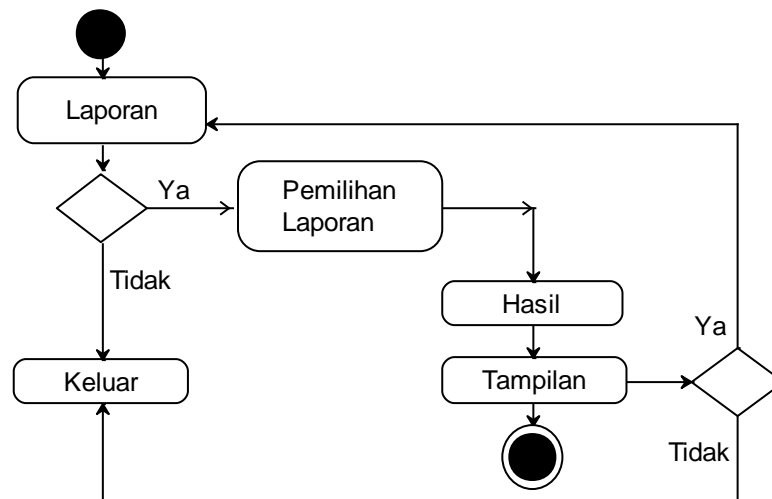 Laporan
Ya
Pemilihan
Laporan
Tidak
Hasil
Ya
Keluar
Tampilan
Tidak